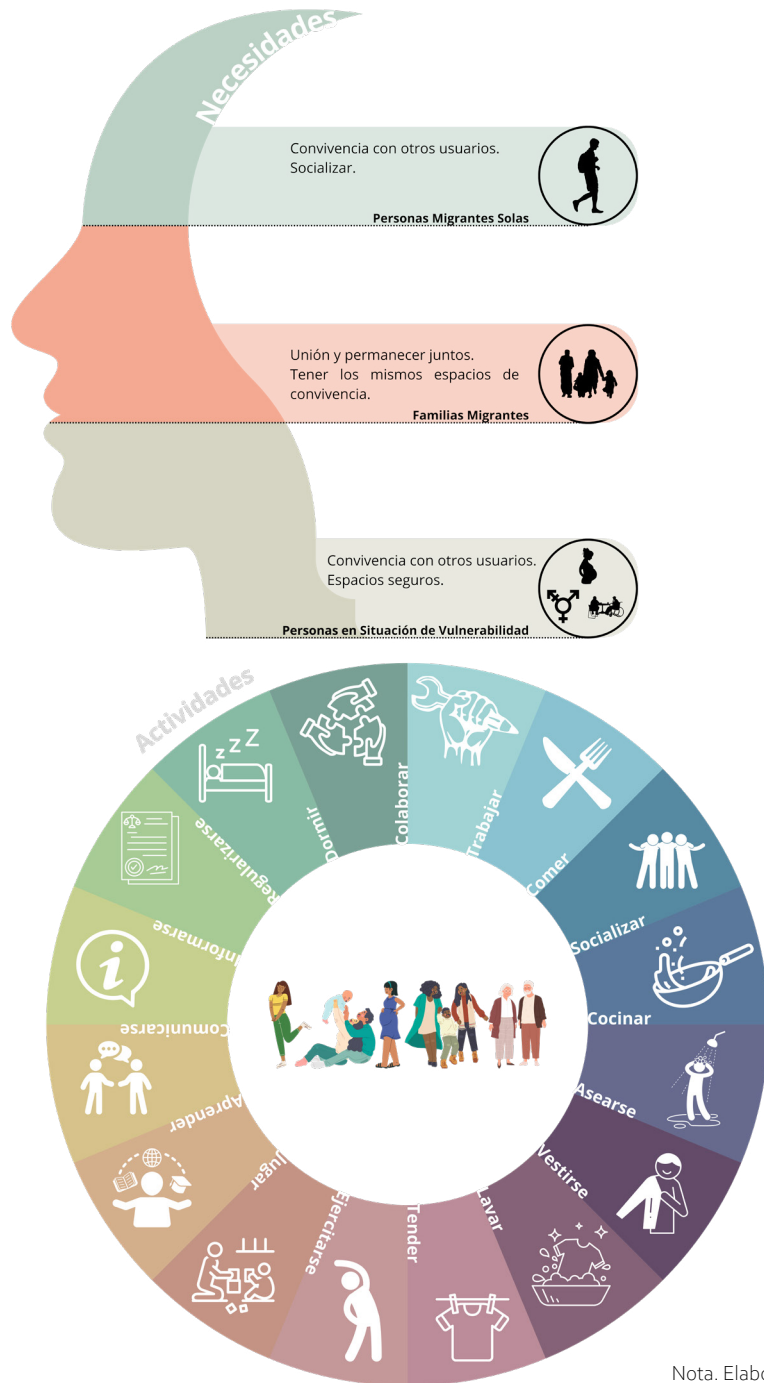 Necesidades
Convivencia con otros usuarios.
Socializar.
Personas Migrantes Solas
Unión y permanecer juntos.
Tener los mismos espacios de
convivencia.
Familias Migrantes
Convivencia con otros usuarios.
Espacios seguros.
Personas en Situación de Vulnerabilidad
Actividades
Colaborar
Trabajar
Comer
Socializar
Cocinar
Asearse
Vestirse
Lavar
Tender
Ejercitarse
Jugar
Aprender
Comunicarse
Informarse
Regularizarse
Dormir
z z Z
i
Nota. Elabo